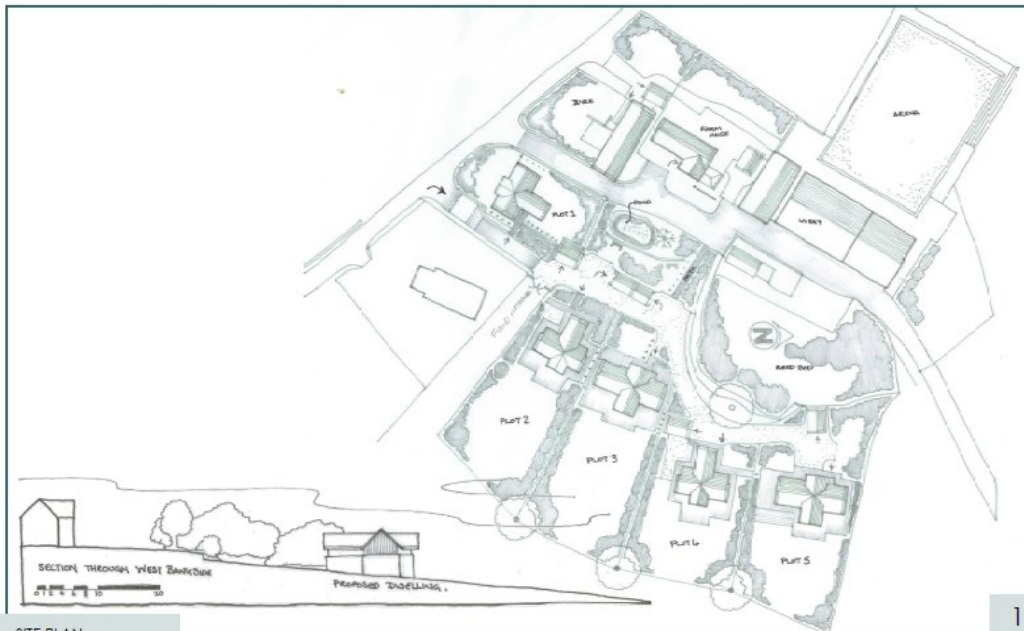 BYRE
FARM
HOUSE
ARENA
PLOT 1
POND
LIVERY
N
REED BED
PLOT 2
PLOT 3
PLOT 4
PLOT 5
SECTION THROUGH WEST BANKSIDE
0 1 2 4 6 8 10 20
PROPOSED DWELLING.
SITE PLAN
1